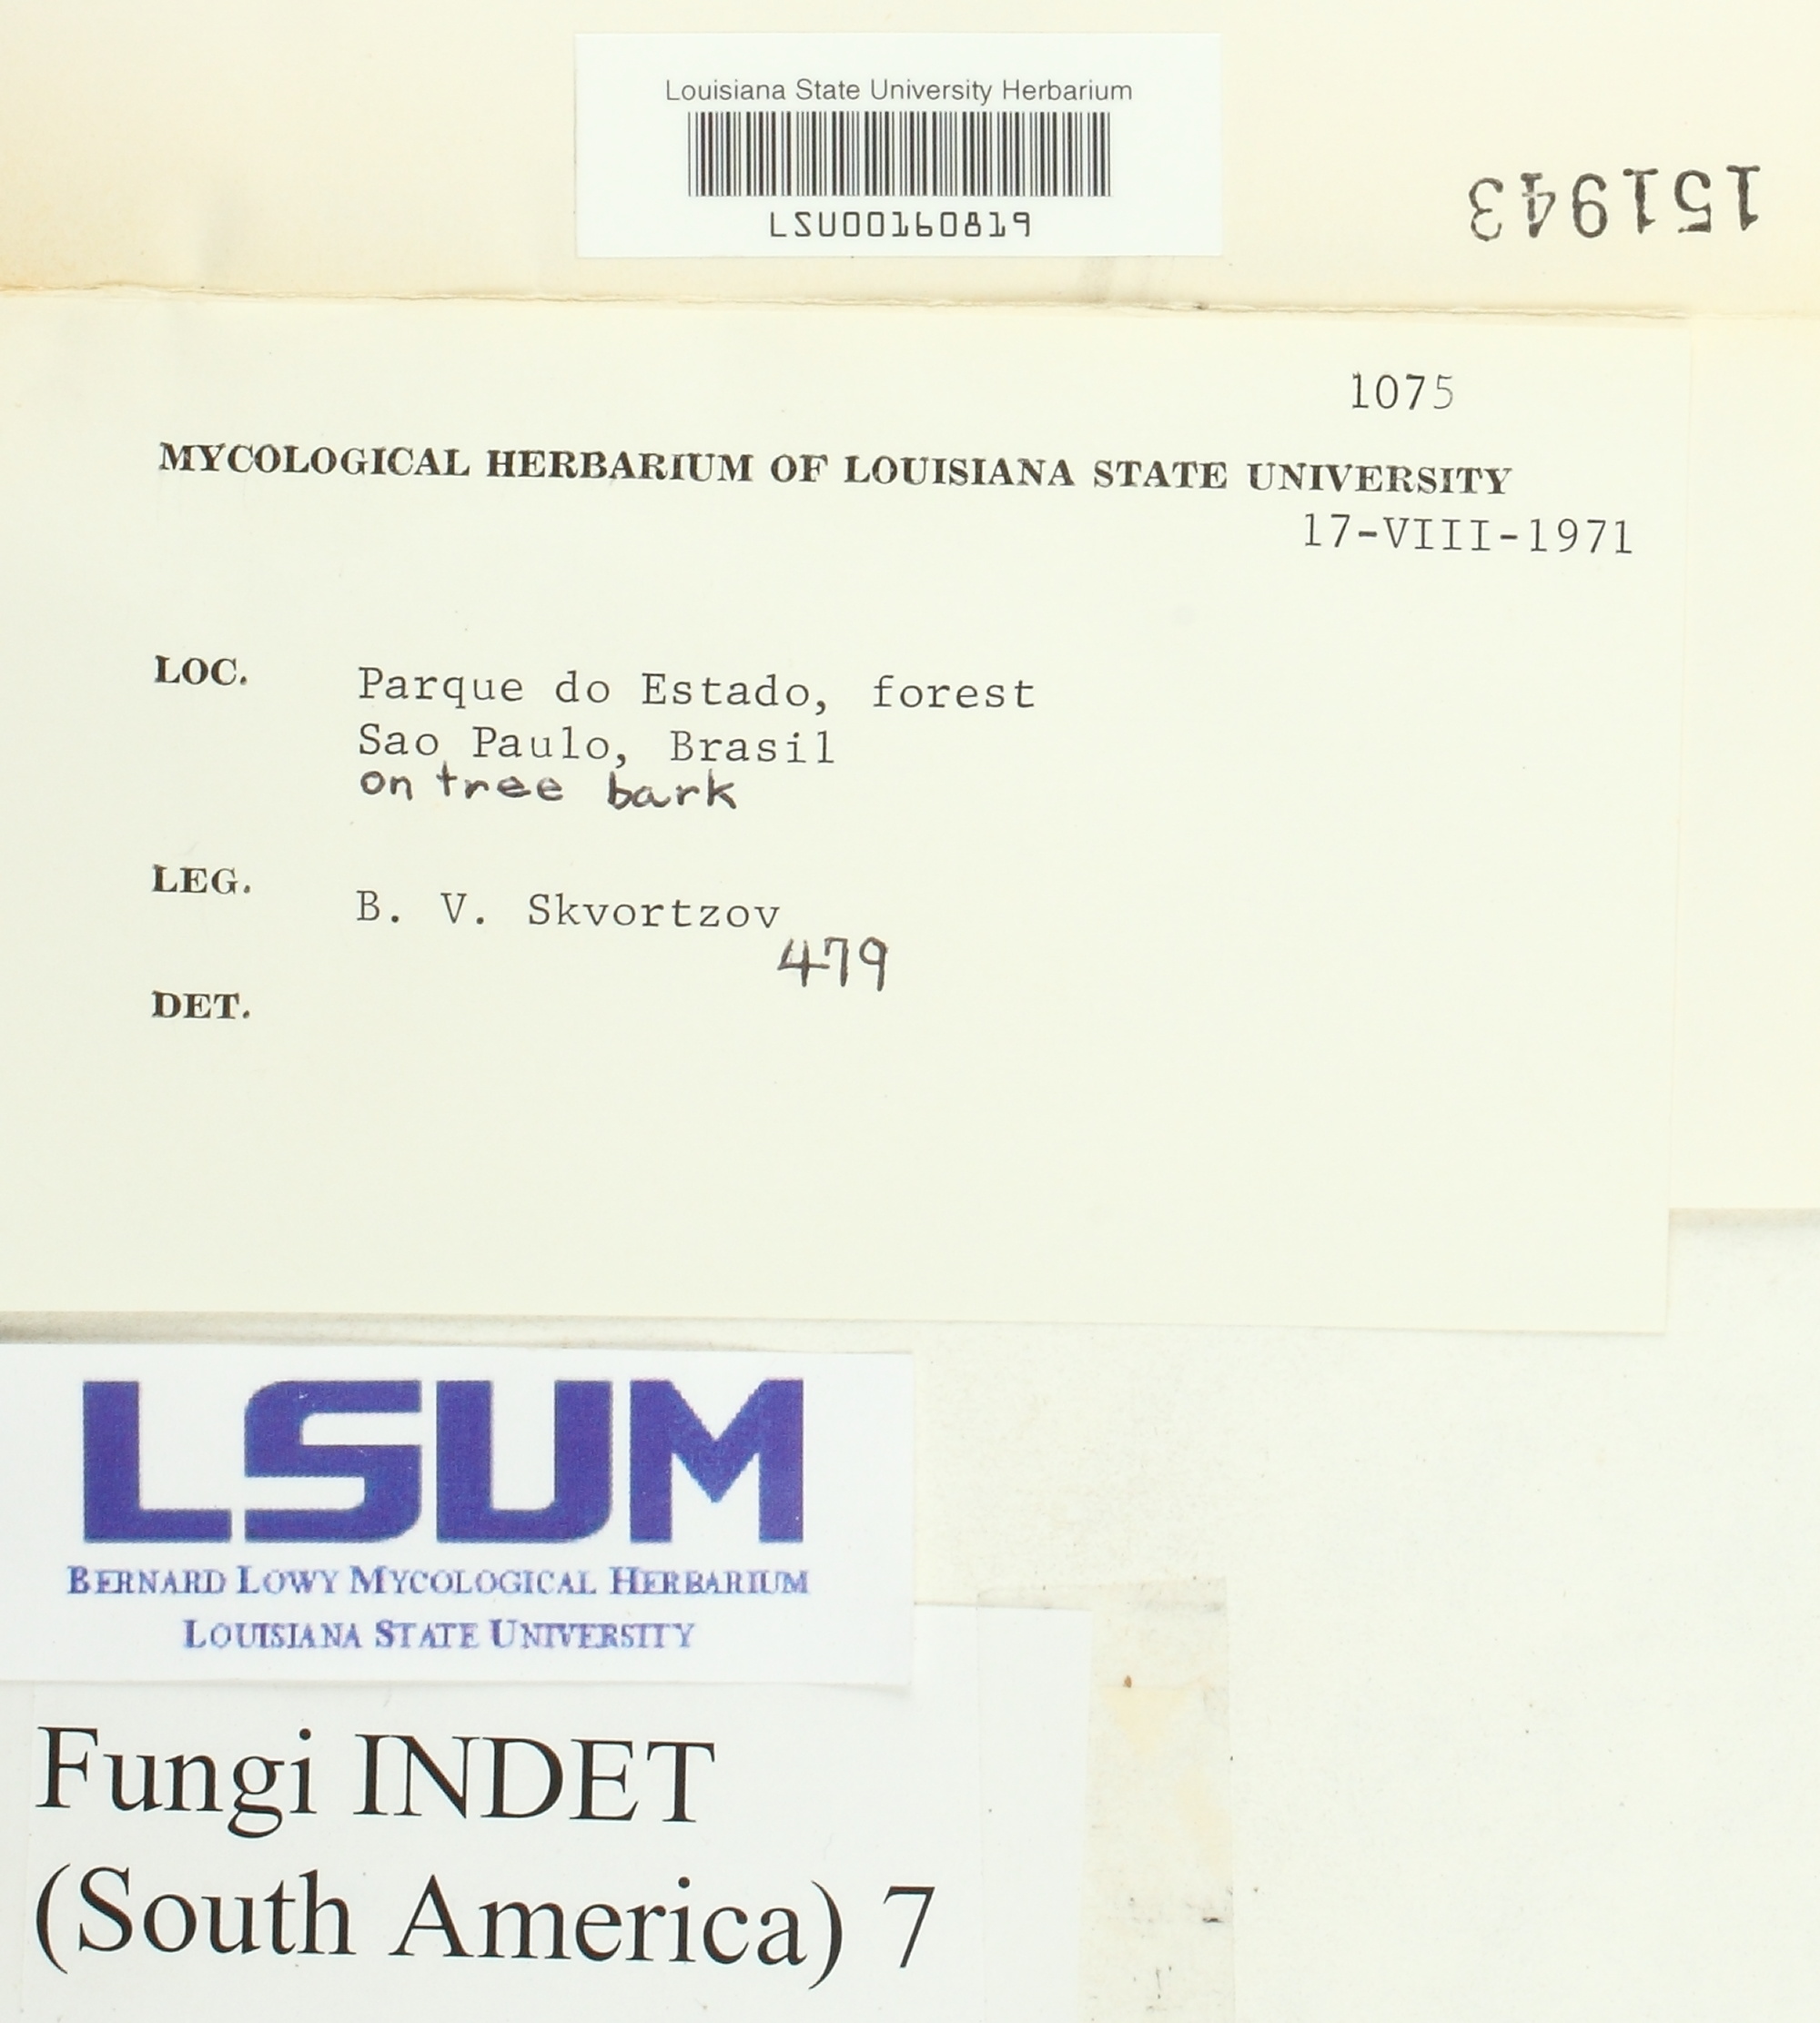 Louisiana State University Herbarium
LSU00160819
151943
1075
MYCOLOGICAL HERBARIUM OF LOUISIANA STATE UNIVERSITY
17-VIII-1971
LOC. Parque do Estado, forest
Sao Paulo, Brasil
on tree bark
LEG. B. V. Skvortzov
479
DET.
LSUM
BERNARD LOWY MYCOLOGICAL HERBARIUM
LOUISIANA STATE UNIVERSITY
Fungi INDET
(South America) 7